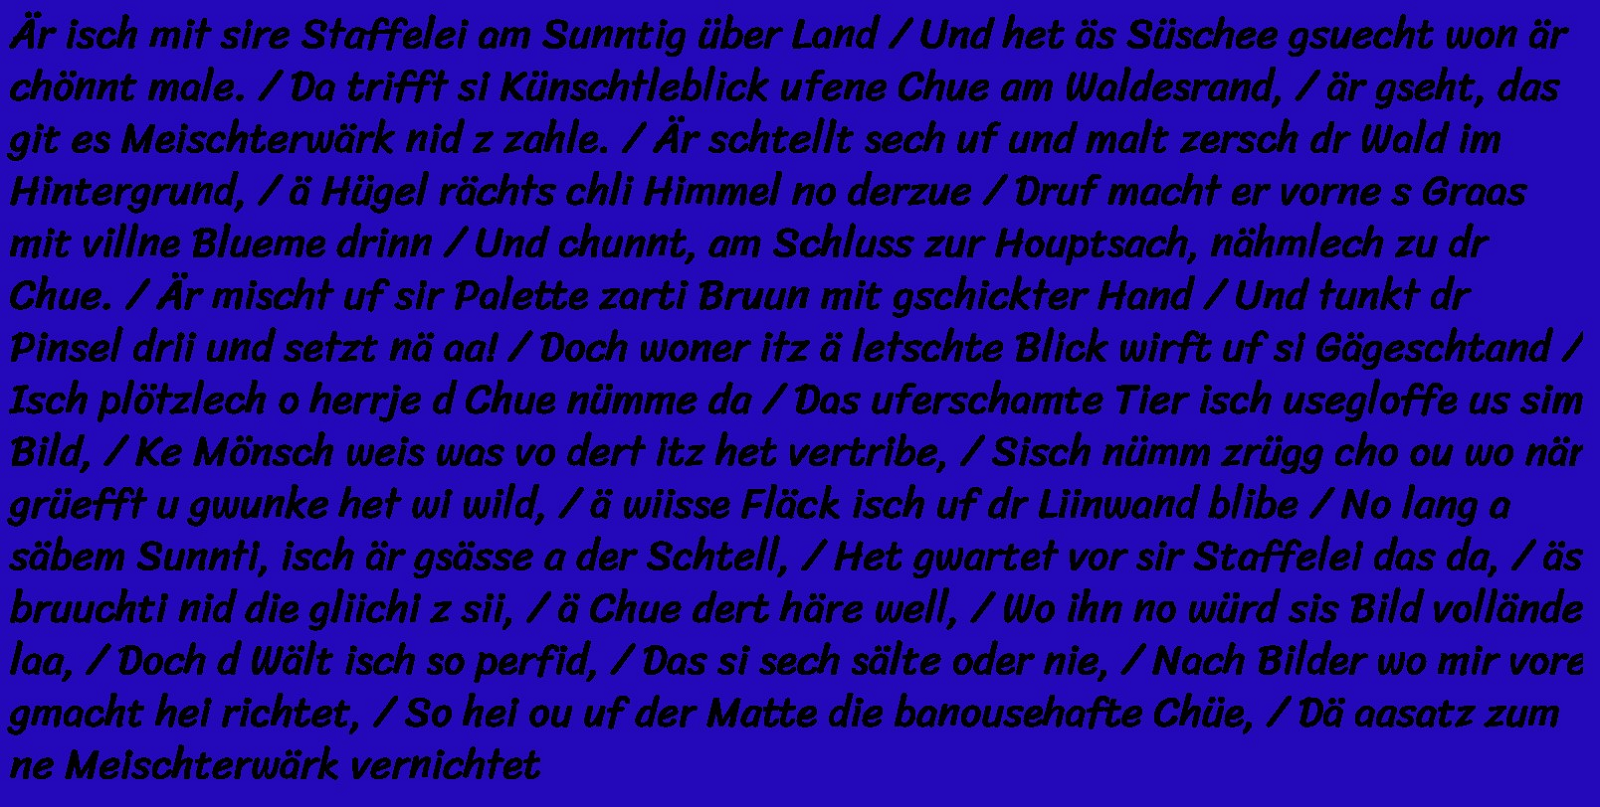 Är isch mit sire Staffelei am Sunntig über Land / Und het äs Süschee gsuecht won är
chönnt male. / Da trifft si Künschtleblick ufene Chue am Waldesrand, / är gseht, das
git es Meischterwärk nid z zahle. / Är schtellt sech uf und malt zersch dr Wald im
Hintergrund, / ä Hügel rächts chli Himmel no derzue / Druf macht er vorne s Graas
mit villne Blueme drinn / Und chunnt, am Schluss zur Houptsach, nähmlech zu dr
Chue. / Är mischt uf sir Palette zarti Bruun mit gschickter Hand / Und tunkt dr
Pinsel drii und setzt nä aa! / Doch woner itz ä letschte Blick wirft uf si Gägeschtand /
Isch plötzlech o herrje d Chue nümme da / Das uferschamte Tier isch usegloffe us sim
Bild, / Ke Mönsch weis was vo dert itz het vertribe, / Sisch nümm zrügg cho ou wo när
grüefft u gwunke het wi wild, / ä wiisse Fläck isch uf dr Liinwand blibe / No lang a
säbem Sunnti, isch är gsässe a der Schtell, / Het gwartet vor sir Staffelei das da, / äs
bruuchti nid die gliichi z sii, / ä Chue dert häre well, / Wo ihn no würd sis Bild vollände
laa, / Doch d Wält isch so perfid, / Das si sech sälte oder nie, / Nach Bilder wo mir vore
gmacht hei richtet, / So hei ou uf der Matte die banousehafte Chüe, / Dä aasatz zum
ne Meischterwärk vernichtet